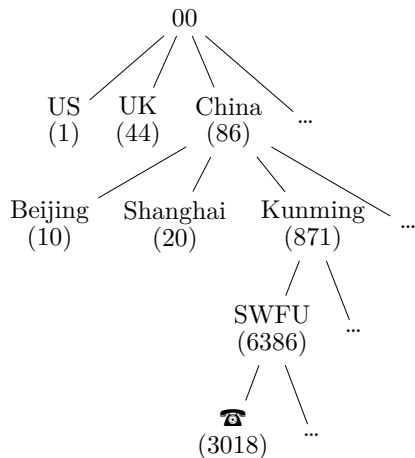 00
US UK China ...
(1) (44) (86)
Beijing Shanghai Kunming ...
(10) (20) (871)
SWFU ...
(6386)
☎ ...
(3018)